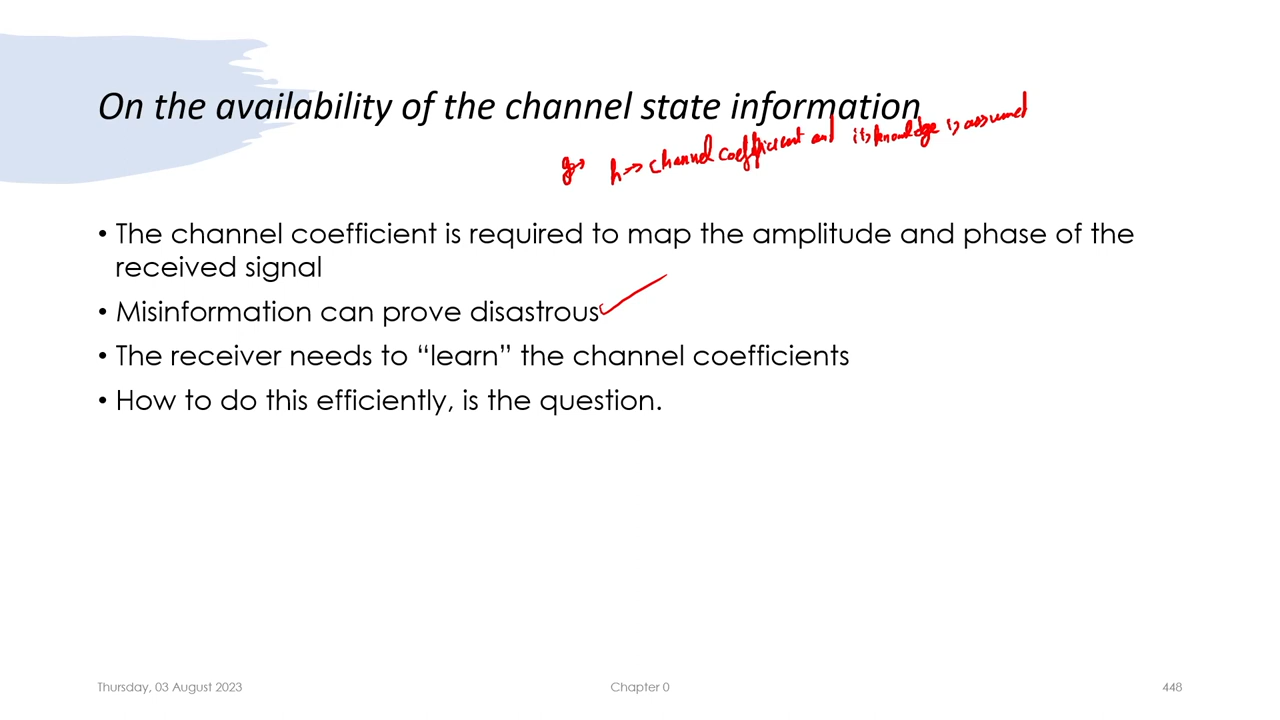 On the availability of the channel state information
h → channel coefficient and its knowledge is assumed
• The channel coefficient is required to map the amplitude and phase of the
received signal
• Misinformation can prove disastrous
• The receiver needs to “learn” the channel coefficients
• How to do this efficiently, is the question.
Thursday, 03 August 2023
Chapter 0
448